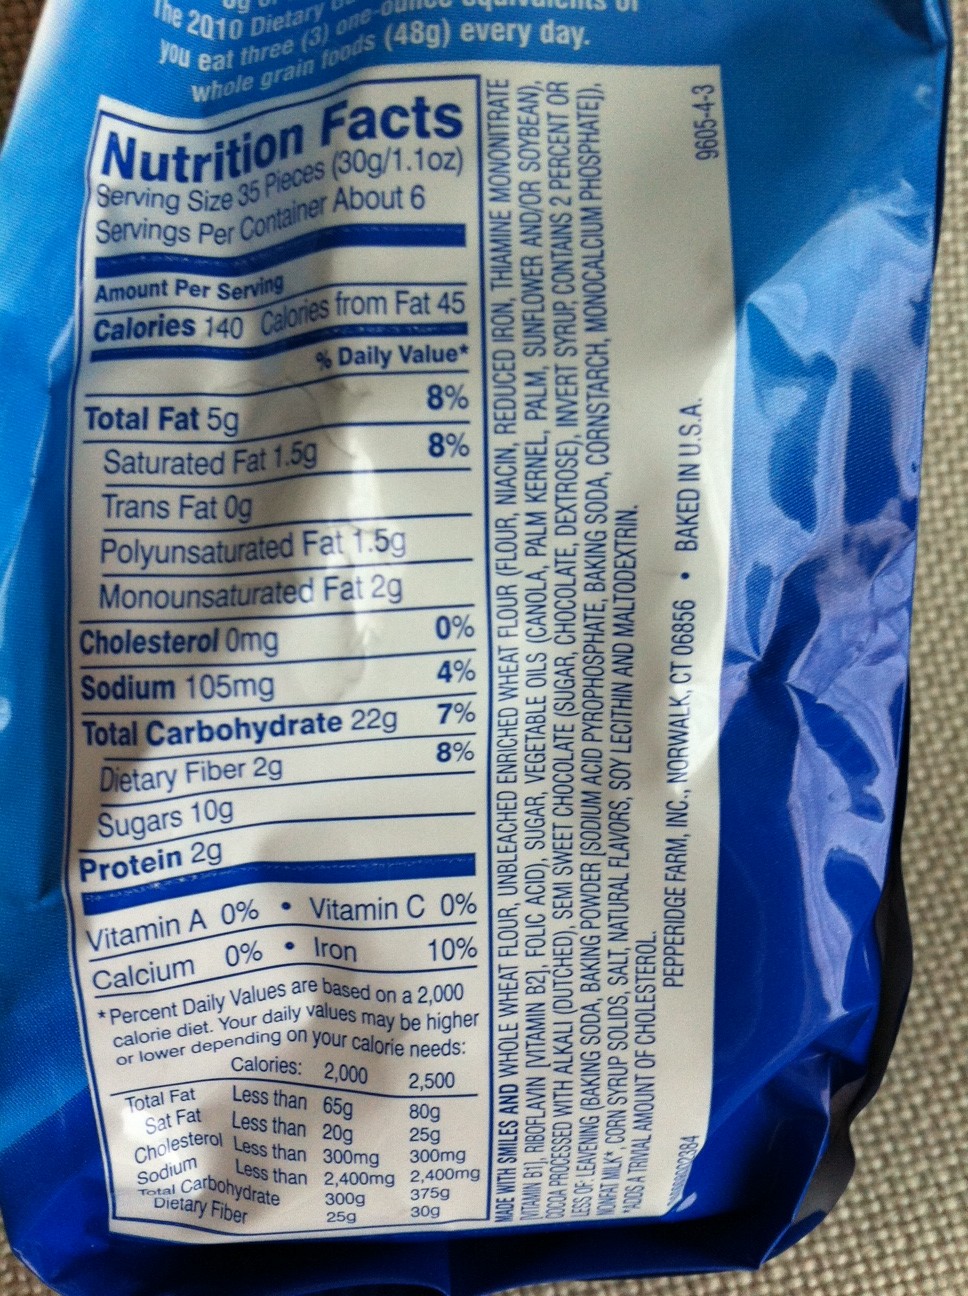 The 2010 Dietary
you eat three (3) one-ounce equivalents of
whole grain foods (48g) every day.
Nutrition Facts
Serving Size 35 Pieces (30g/1.1oz)
Servings Per Container About 6
Amount Per Serving
Calories 140 Calories from Fat 45
% Daily Value*
Total Fat 5g 8%
Saturated Fat 1.5g 8%
Trans Fat 0g
Polyunsaturated Fat 1.5g
Monounsaturated Fat 2g
Cholesterol 0mg 0%
Sodium 105mg 4%
Total Carbohydrate 22g 7%
Dietary Fiber 2g 8%
Sugars 10g
Protein 2g
Vitamin A 0% • Vitamin C 0%
Calcium 0% • Iron 10%
*Percent Daily Values are based on a 2,000
calorie diet. Your daily values may be higher
or lower depending on your calorie needs:
Calories: 2,000 2,500
Total Fat Less than 65g 80g
Sat Fat Less than 20g 25g
Cholesterol Less than 300mg 300mg
Sodium Less than 2,400mg 2,400mg
Total Carbohydrate 300g 375g
Dietary Fiber 25g 30g
MADE WITH SMILES AND WHOLE WHEAT FLOUR, UNBLEACHED ENRICHED WHEAT FLOUR (FLOUR, NIACIN, REDUCED IRON, THIAMINE MONONITRATE
[VITAMIN B1], RIBOFLAVIN [VITAMIN B2], FOLIC ACID), SUGAR, VEGETABLE OILS (CANOLA, PALM KERNEL, PALM, SUNFLOWER AND/OR SOYBEAN),
COCOA PROCESSED WITH ALKALI (DUTCHED), SEMI SWEET CHOCOLATE (SUGAR, CHOCOLATE, DEXTROSE), INVERT SYRUP, CONTAINS 2 PERCENT OR
LESS OF: LEAVENING (BAKING SODA, BAKING POWDER [SODIUM ACID PYROPHOSPHATE, BAKING SODA, CORNSTARCH, MONOCALCIUM PHOSPHATE]),
NONFAT MILK*, CORN SYRUP SOLIDS, SALT, NATURAL FLAVORS, SOY LECITHIN AND MALTODEXTRIN.
*ADDS A TRIVIAL AMOUNT OF CHOLESTEROL.
PEPPERIDGE FARM, INC., NORWALK, CT 06856 • BAKED IN U.S.A.
9605-4-3